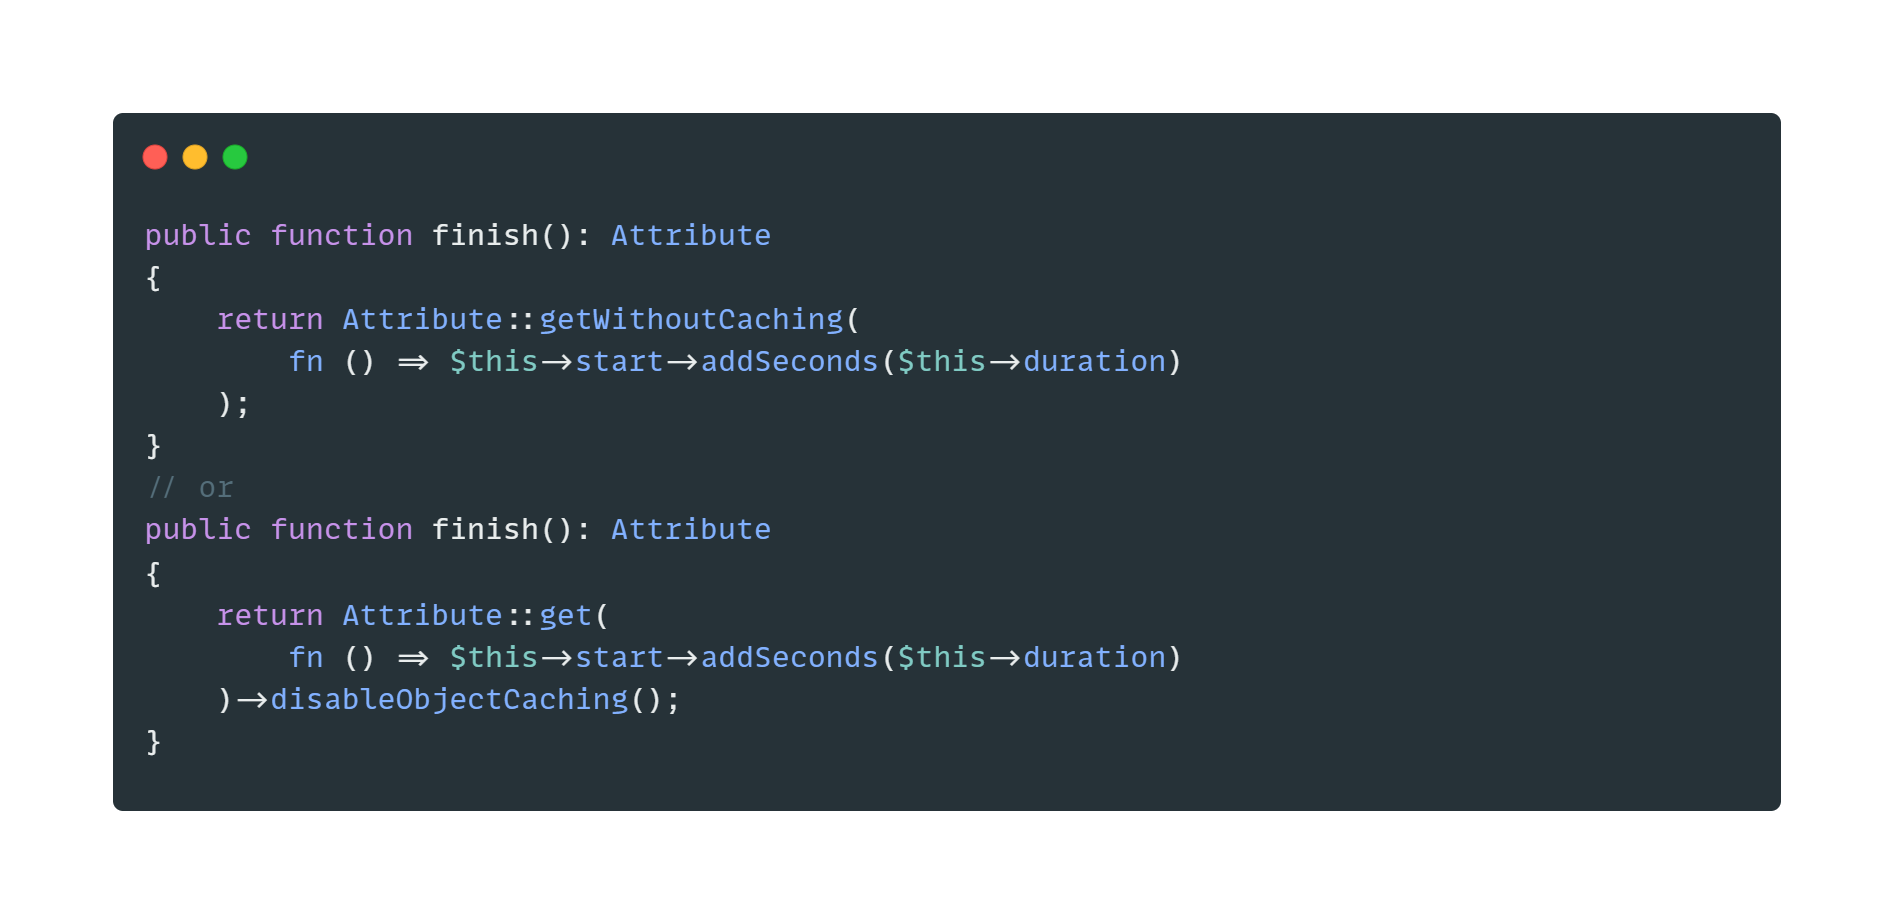 public function finish(): Attribute
{
    return Attribute::getWithoutCaching(
        fn () => $this->start->addSeconds($this->duration)
    );
}
// or
public function finish(): Attribute
{
    return Attribute::get(
        fn () => $this->start->addSeconds($this->duration)
    )->disableObjectCaching();
}